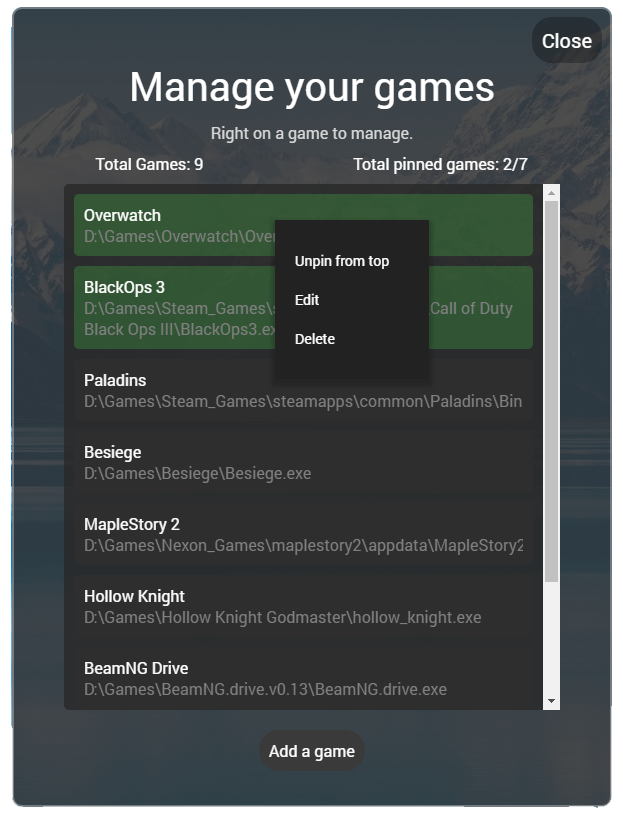 Close
Manage your games
Right on a game to manage.
Total Games: 9
Total pinned games: 2/7
Overwatch
D:\Games\Overwatch\Over
Unpin from top
Edit
Delete
BlackOps 3
D:\Games\Steam_Games\s Call of Duty
Black Ops III\BlackOps3.ex
Paladins
D:\Games\Steam_Games\steamapps\common\Paladins\Bin
Besiege
D:\Games\Besiege\Besiege.exe
MapleStory 2
D:\Games\Nexon_Games\maplestory2\appdata\MapleStory2
Hollow Knight
D:\Games\Hollow Knight Godmaster\hollow_knight.exe
BeamNG Drive
D:\Games\BeamNG.drive.v0.13\BeamNG.drive.exe
Add a game